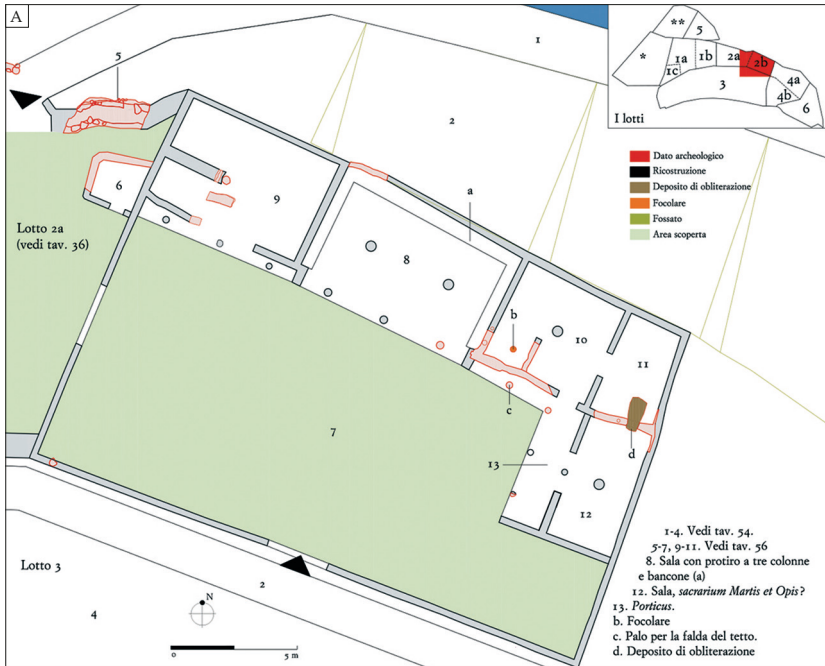 A
1
2
5
**
5
*
1a
1b
2a
2b
1c
3
4a
4b
6
I lotti
Dato archeologico
Ricostruzione
Deposito di obliterazione
Focolare
Fossato
Area scoperta
a
6
9
8
Lotto 2a
(vedi tav. 36)
b
10
11
c
d
7
13
12
Lotto 3
2
4
N
0
5 m
1-4. Vedi tav. 54.
5-7, 9-11. Vedi tav. 56
8. Sala con protiro a tre colonne
e bancone (a)
12. Sala, sacrarium Martis et Opis?
13. Porticus.
b. Focolare
c. Palo per la falda del tetto.
d. Deposito di obliterazione